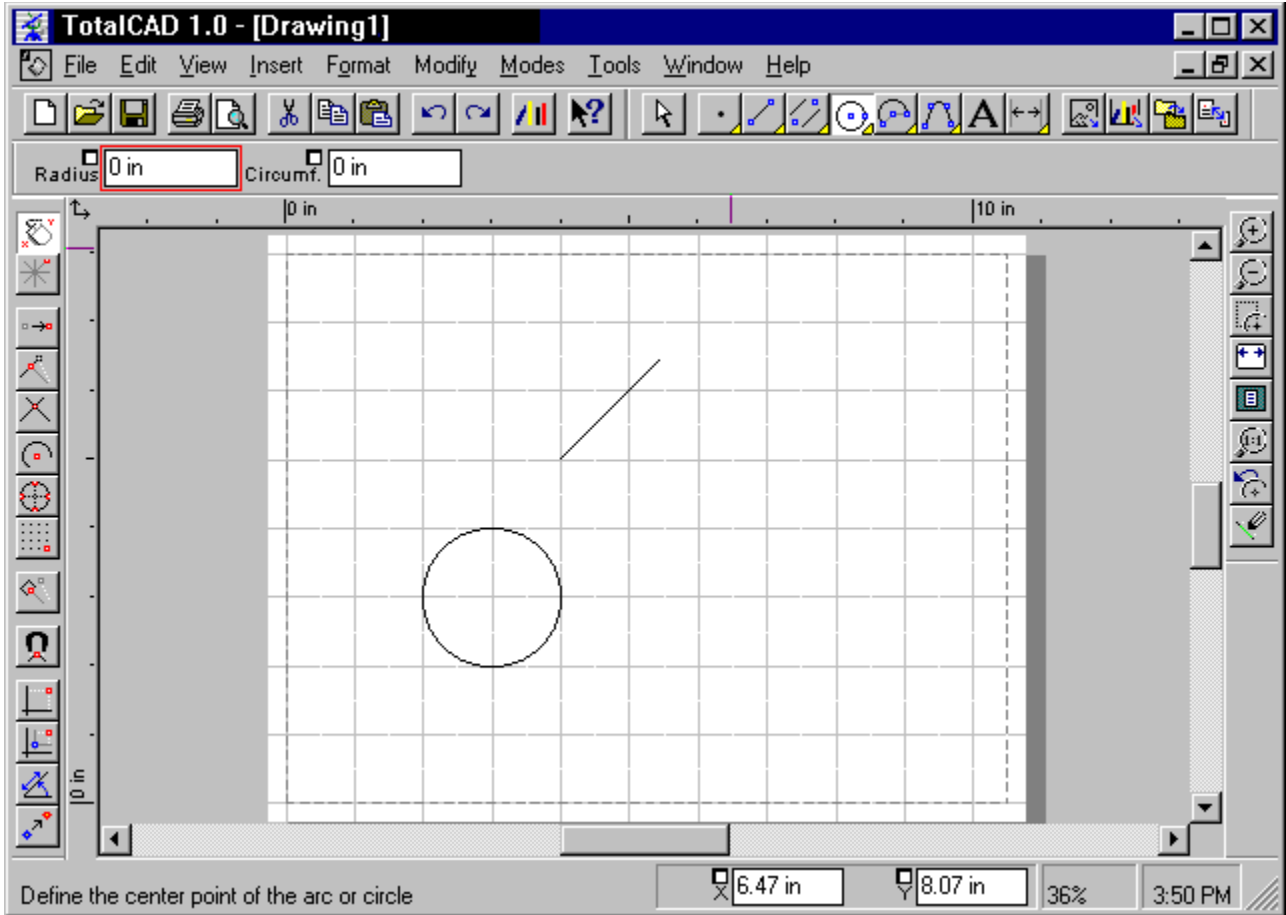 TotalCAD 1.0 - [Drawing1]
File Edit View Insert Format Modify Modes Tools Window Help
A
Radius 0 in Circumf. 0 in
0 in 10 in
1:1
0 in
Define the center point of the arc or circle X 6.47 in Y 8.07 in 36% 3:50 PM